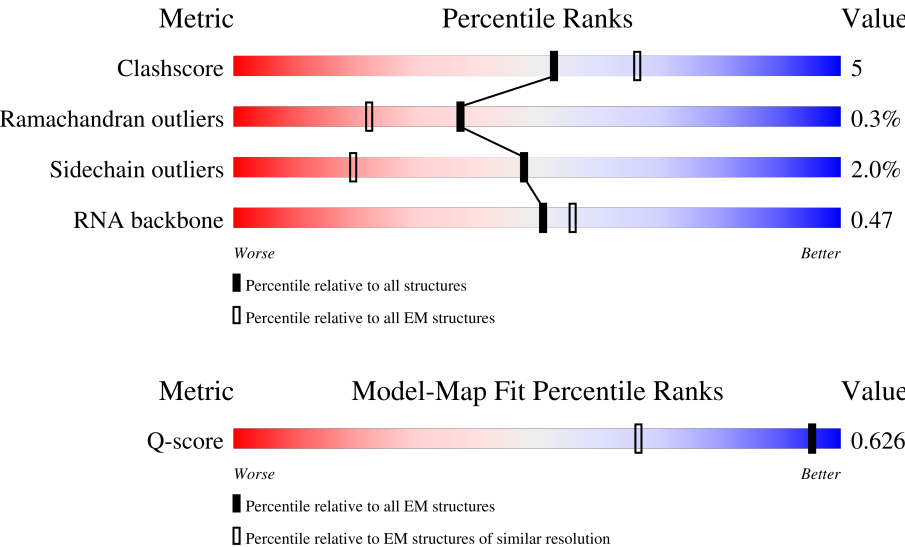 Metric Percentile Ranks Value
Clashscore 5
Ramachandran outliers 0.3%
Sidechain outliers 2.0%
RNA backbone 0.47
Worse Better
Percentile relative to all structures
Percentile relative to all EM structures
Metric Model-Map Fit Percentile Ranks Value
Q-score 0.626
Worse Better
Percentile relative to all EM structures
Percentile relative to EM structures of similar resolution